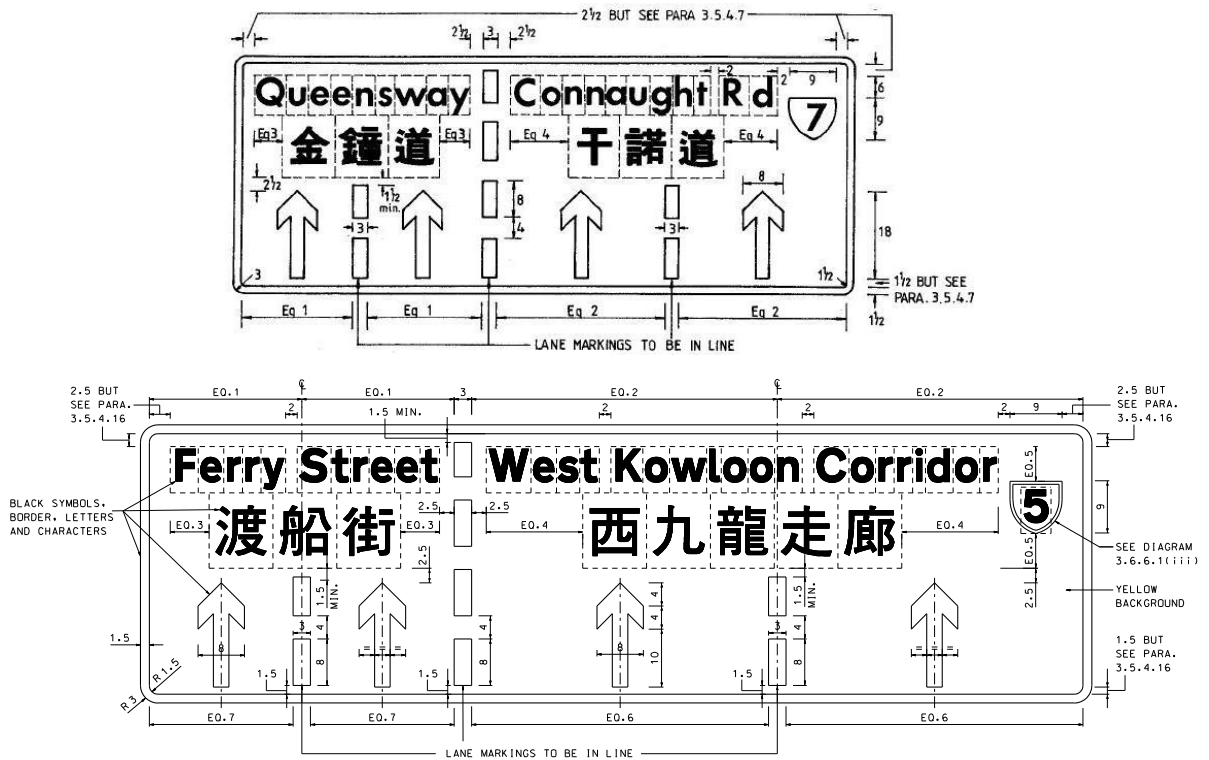 2½ BUT SEE PARA 3.5.4.7
2½ 3 2½
2 2 9
Queensway Connaught Rd 7
6
9
Eq3 Eq3 Eq 4 Eq 4
金鐘道 干諾道
2½ 1½ min. 8 8
3 4 3 18
3 1½
1½ BUT SEE PARA. 3.5.4.7
1½
Eq 1 Eq 1 Eq 2 Eq 2
LANE MARKINGS TO BE IN LINE
2.5 BUT SEE PARA. 3.5.4.16
EQ.1 ℄ EQ.1 3 EQ.2 ℄ EQ.2
2.5 BUT SEE PARA. 3.5.4.16
2 1.5 MIN. 2 2 2 9
Ferry Street West Kowloon Corridor
EQ.5
5
9
BLACK SYMBOLS, BORDER, LETTERS AND CHARACTERS
EQ.3 EQ.3 2.5 2.5 EQ.4 EQ.4
渡船街 西九龍走廊
2.5 EQ.5
SEE DIAGRAM 3.6.6.1(iii)
1.5 MIN. 4 1.5 MIN. 2.5
YELLOW BACKGROUND
3 4 4 4 3 4
1.5 8 = = = 8 10 = = =
8 8 8
1.5 1.5 1.5
1.5 BUT SEE PARA. 3.5.4.16
R 3 R 1.5
EQ.7 EQ.7 EQ.6 EQ.6
LANE MARKINGS TO BE IN LINE